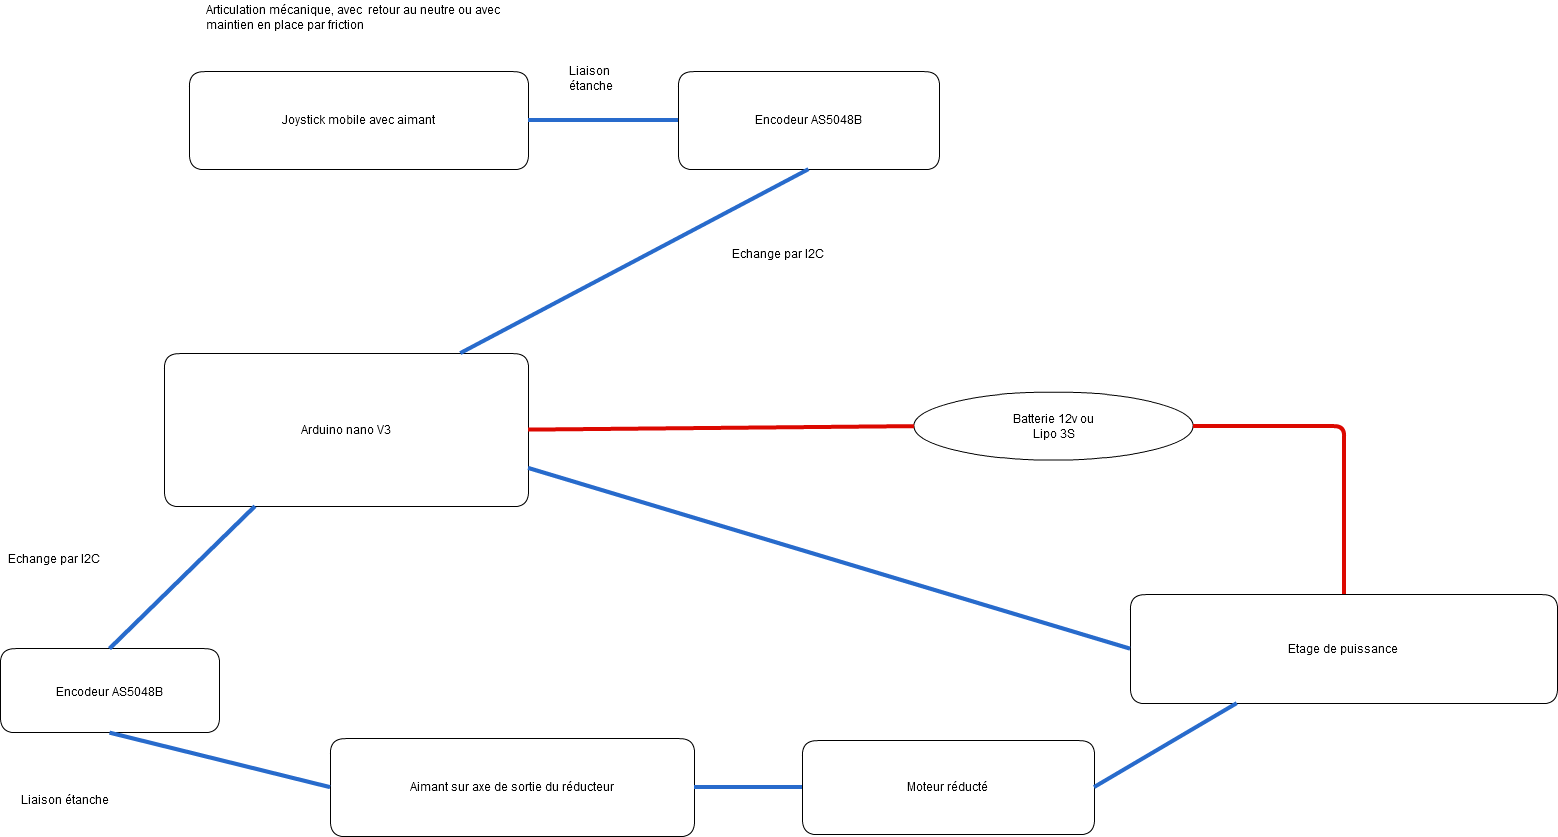 Articulation mécanique, avec retour au neutre ou avec
maintien en place par friction
Liaison
étanche
Joystick mobile avec aimant
Encodeur AS5048B
Echange par I2C
Batterie 12v ou
Lipo 3S
Arduino nano V3
Echange par I2C
Etage de puissance
Encodeur AS5048B
Aimant sur axe de sortie du réducteur
Moteur réducté
Liaison étanche